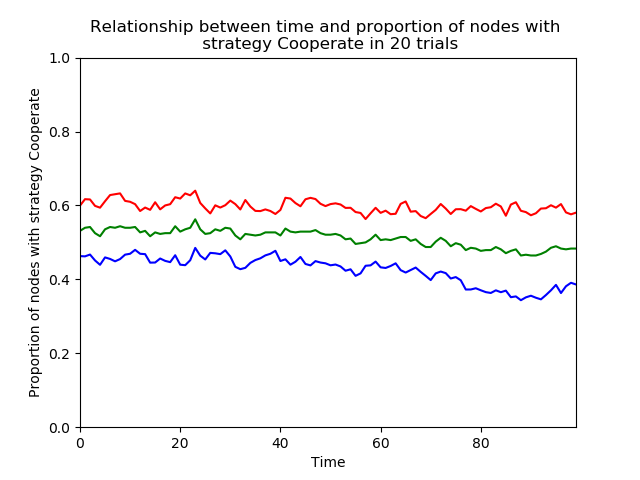 Relationship between time and proportion of nodes with
strategy Cooperate in 20 trials
Proportion of nodes with strategy Cooperate
1.0
0.8
0.6
0.4
0.2
0.0
0
20
40
60
80
Time